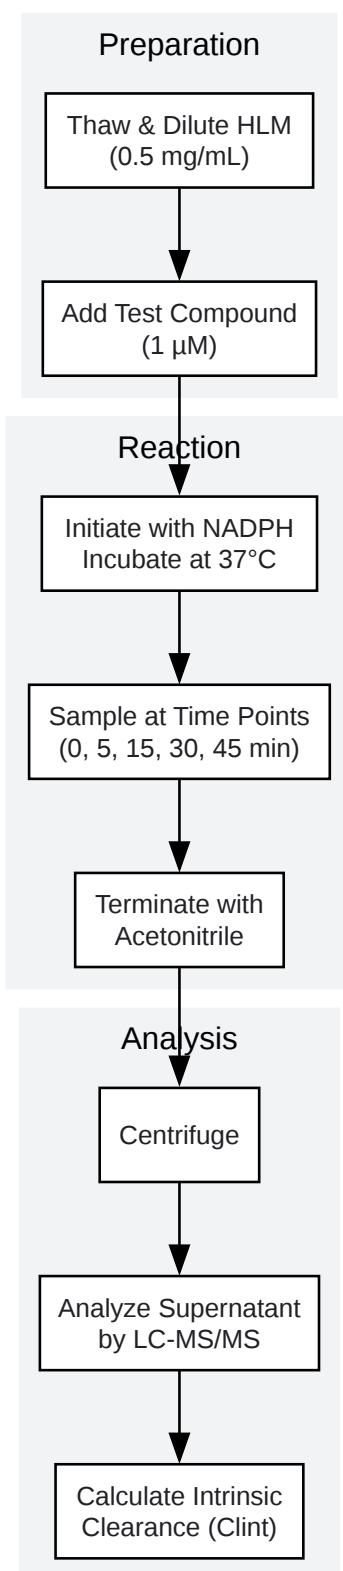 Preparation
Thaw & Dilute HLM
(0.5 mg/mL)
Add Test Compound
(1 µM)
Reaction
Initiate with NADPH
Incubate at 37°C
Sample at Time Points
(0, 5, 15, 30, 45 min)
Terminate with
Acetonitrile
Analysis
Centrifuge
Analyze Supernatant
by LC-MS/MS
Calculate Intrinsic
Clearance (Clint)